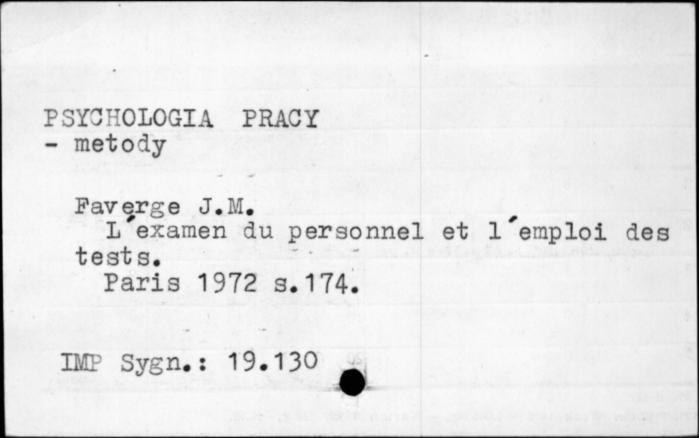 PSYCHOLOGIA PRACY
- metody
Faverge J.M.
L´examen du personnel et l´emploi des
tests.
Paris 1972 s.174.
IMP Sygn.: 19.130